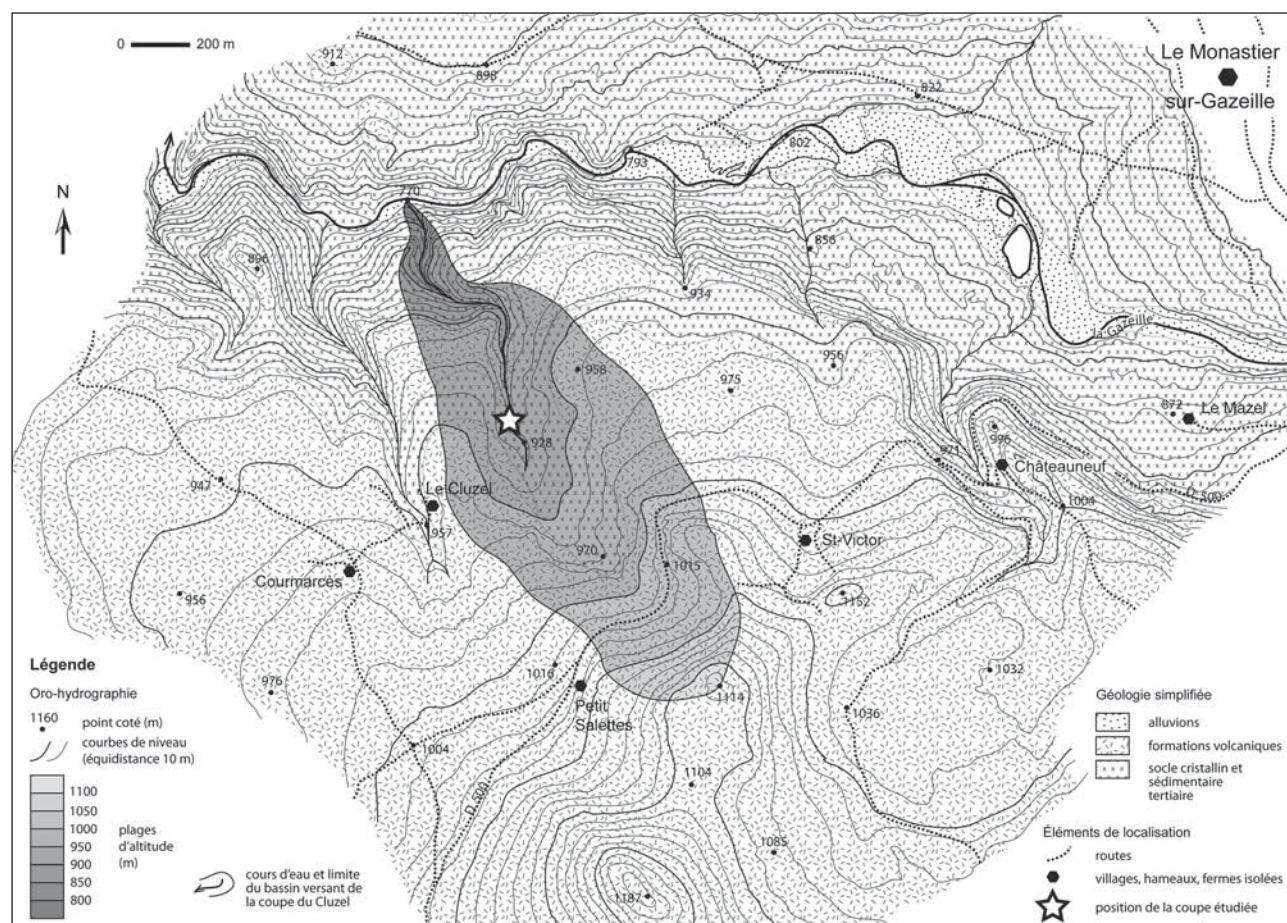 0 200 m
912
898
Le Monastier
sur-Gazeille
822
802
793
N
770
856
896
934
la Gazeille
956
958
975
872
Le Mazel
928
996
971
Châteauneuf
D. 500
947
Le Cluzel
1004
957
St-Victor
970
1015
Courmarcès
956
1152
1016
1032
976
1114
Petit
Salettes
1036
1004
1104
D. 500
1085
1187
Légende
Oro-hydrographie
1160 point coté (m)
courbes de niveau
(équidistance 10 m)
1100
1050
1000
950
900
850
800
plages
d'altitude
(m)
cours d'eau et limite
du bassin versant de
la coupe du Cluzel
Géologie simplifiée
alluvions
formations volcaniques
socle cristallin et
sédimentaire
tertiaire
Éléments de localisation
routes
villages, hameaux, fermes isolées
position de la coupe étudiée